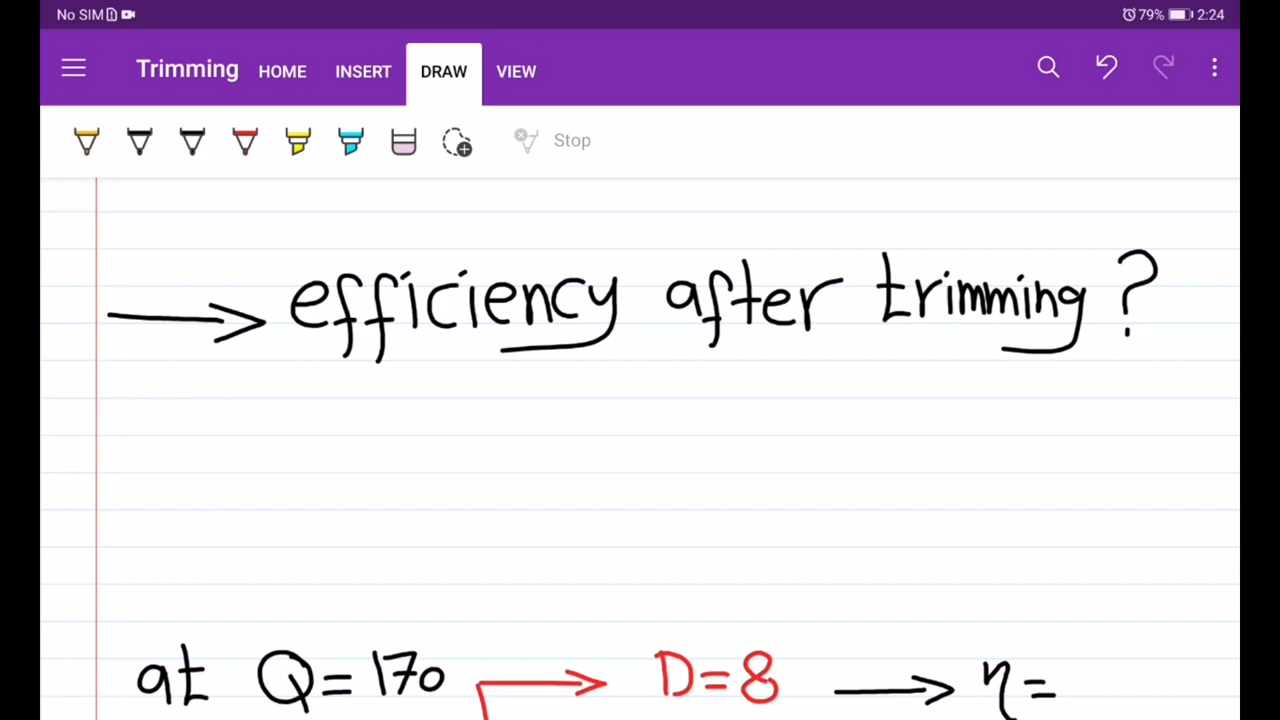 No SIM 79% 2:24
Trimming HOME INSERT DRAW VIEW
Stop
→ efficiency after trimming ?
at Q = 170 → D = 8 → η =